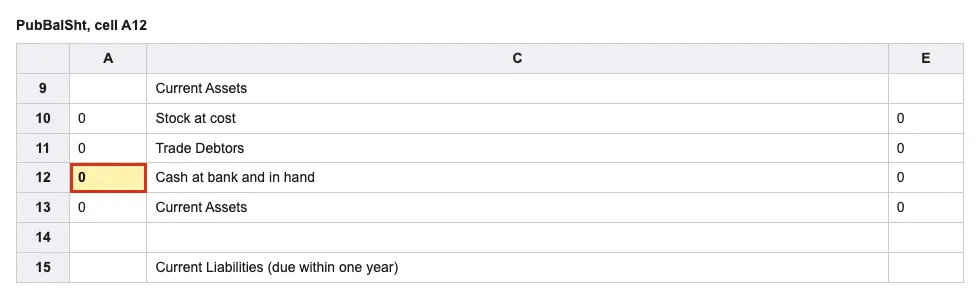 PubBalSht, cell A12
A C E
9 Current Assets
10 0 Stock at cost 0
11 0 Trade Debtors 0
12 0 Cash at bank and in hand 0
13 0 Current Assets 0
14
15 Current Liabilities (due within one year)